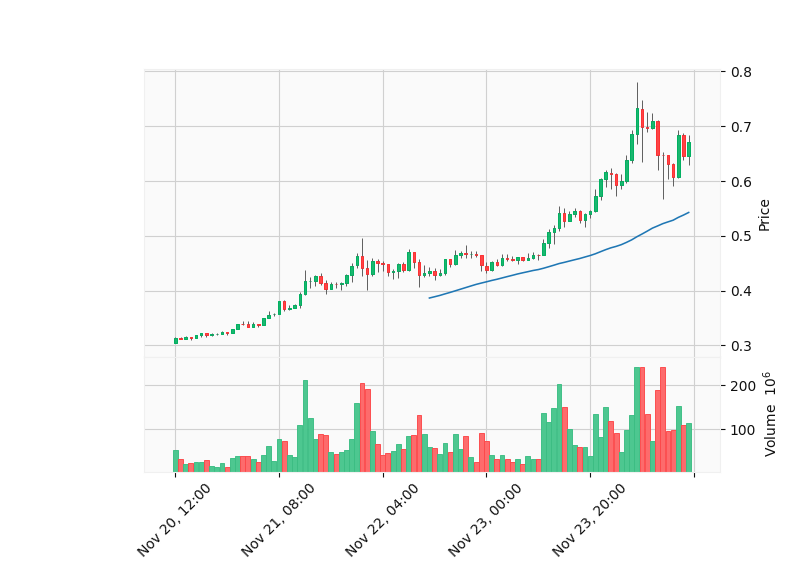 0.8
0.7
0.6
0.5
0.4
0.3
Price
200
100
Volume 10^6
Nov 20, 12:00
Nov 21, 08:00
Nov 22, 04:00
Nov 23, 00:00
Nov 23, 20:00